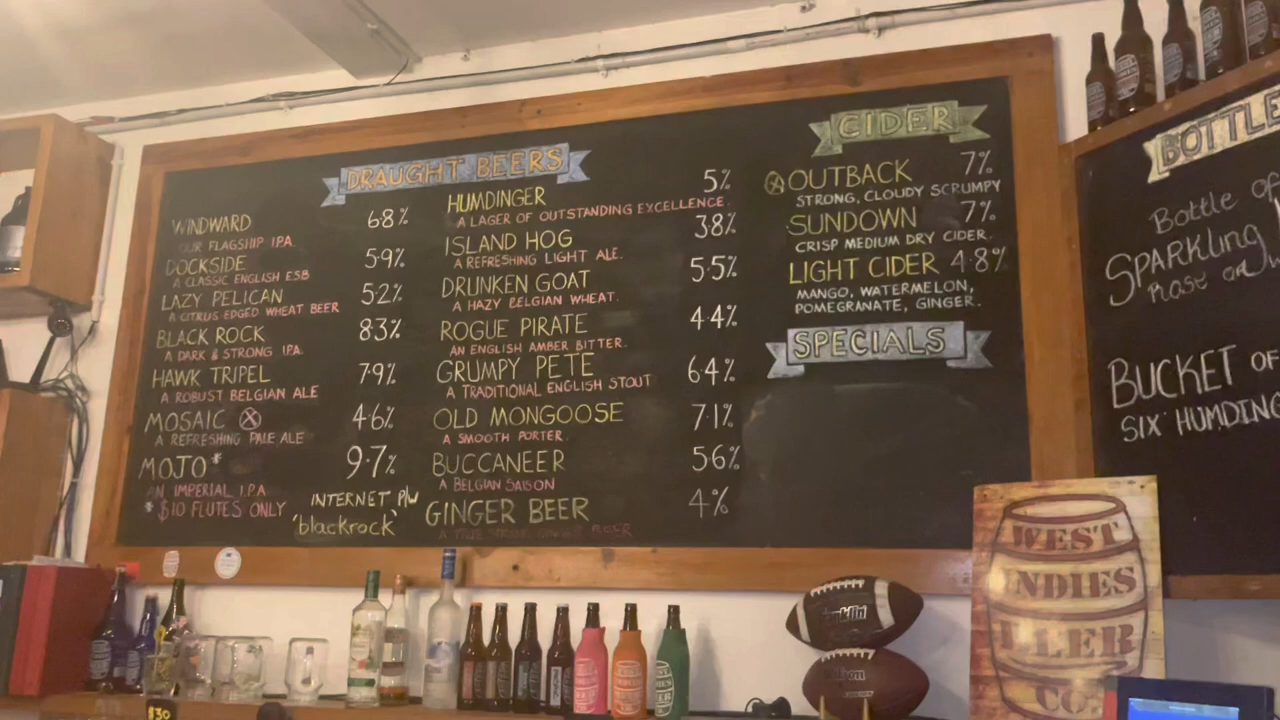 DRAUGHT BEERS
WINDWARD 6.8%
OUR FLAGSHIP IPA.
DOCKSIDE 5.9%
A CLASSIC ENGLISH ESB
LAZY PELICAN 5.2%
A CITRUS EDGED WHEAT BEER
BLACK ROCK 8.3%
A DARK & STRONG IPA.
HAWK TRIPEL 7.9%
A ROBUST BELGIAN ALE
MOSAIC 4.6%
A REFRESHING PALE ALE
MOJO* 9.7%
AN IMPERIAL I.P.A
* $10 FLUTES ONLY
INTERNET P/W
'blackrock'
HUMDINGER 5%
A LAGER OF OUTSTANDING EXCELLENCE.
ISLAND HOG 3.8%
A REFRESHING LIGHT ALE.
DRUNKEN GOAT 5.5%
A HAZY BELGIAN WHEAT.
ROGUE PIRATE 4.4%
AN ENGLISH AMBER BITTER.
GRUMPY PETE 6.4%
A TRADITIONAL ENGLISH STOUT
OLD MONGOOSE 7.1%
A SMOOTH PORTER.
BUCCANEER 5.6%
A BELGIAN SAISON
GINGER BEER 4%
CIDER
OUTBACK 7%
STRONG, CLOUDY SCRUMPY
SUNDOWN 7%
CRISP MEDIUM DRY CIDER.
LIGHT CIDER 4.8%
MANGO, WATERMELON,
POMEGRANATE, GINGER.
SPECIALS
BOTTLE
Bottle of
SPARKLING
Rose or
BUCKET OF
SIX HUMDING
WEST
NDIES
LER
CO.
Wilson
$30